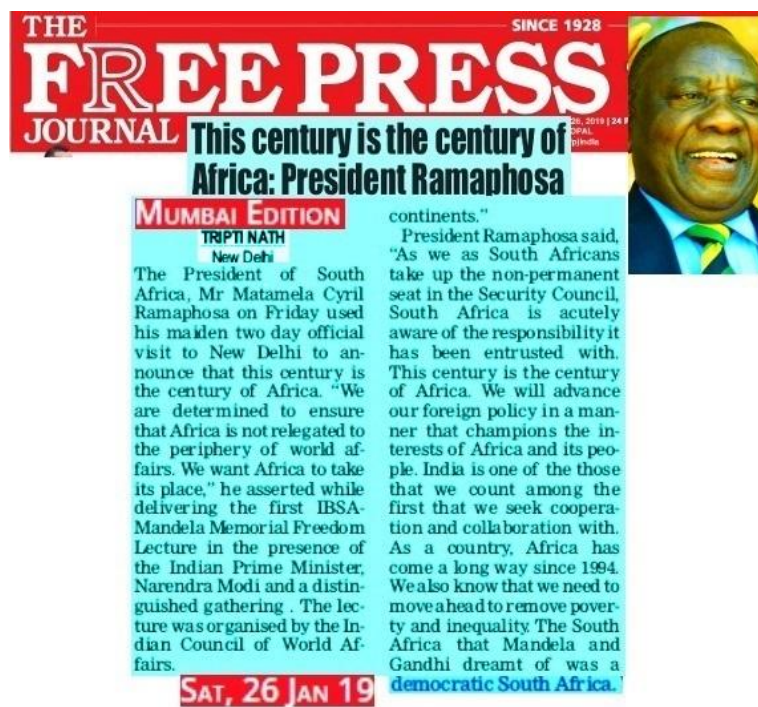 THE
SINCE 1928
FREE PRESS
JOURNAL
26, 2019 | 24 P
OPAL
rp|india
This century is the century of
Africa: President Ramaphosa
MUMBAI EDITION
TRIPTI NATH
New Delhi
The President of South
Africa, Mr Matamela Cyril
Ramaphosa on Friday used
his maiden two day official
visit to New Delhi to an-
nounce that this century is
the century of Africa. “We
are determined to ensure
that Africa is not relegated to
the periphery of world af-
fairs. We want Africa to take
its place,” he asserted while
delivering the first IBSA-
Mandela Memorial Freedom
Lecture in the presence of
the Indian Prime Minister,
Narendra Modi and a distin-
guished gathering . The lec-
ture was organised by the In-
dian Council of World Af-
fairs.
continents.”
President Ramaphosa said,
“As we as South Africans
take up the non-permanent
seat in the Security Council,
South Africa is acutely
aware of the responsibility it
has been entrusted with.
This century is the century
of Africa. We will advance
our foreign policy in a man-
ner that champions the in-
terests of Africa and its peo-
ple. India is one of the those
that we count among the
first that we seek coopera-
tion and collaboration with.
As a country, Africa has
come a long way since 1994.
We also know that we need to
move ahead to remove pover-
ty and inequality. The South
Africa that Mandela and
Gandhi dreamt of was a
democratic South Africa.
SAT, 26 JAN 19